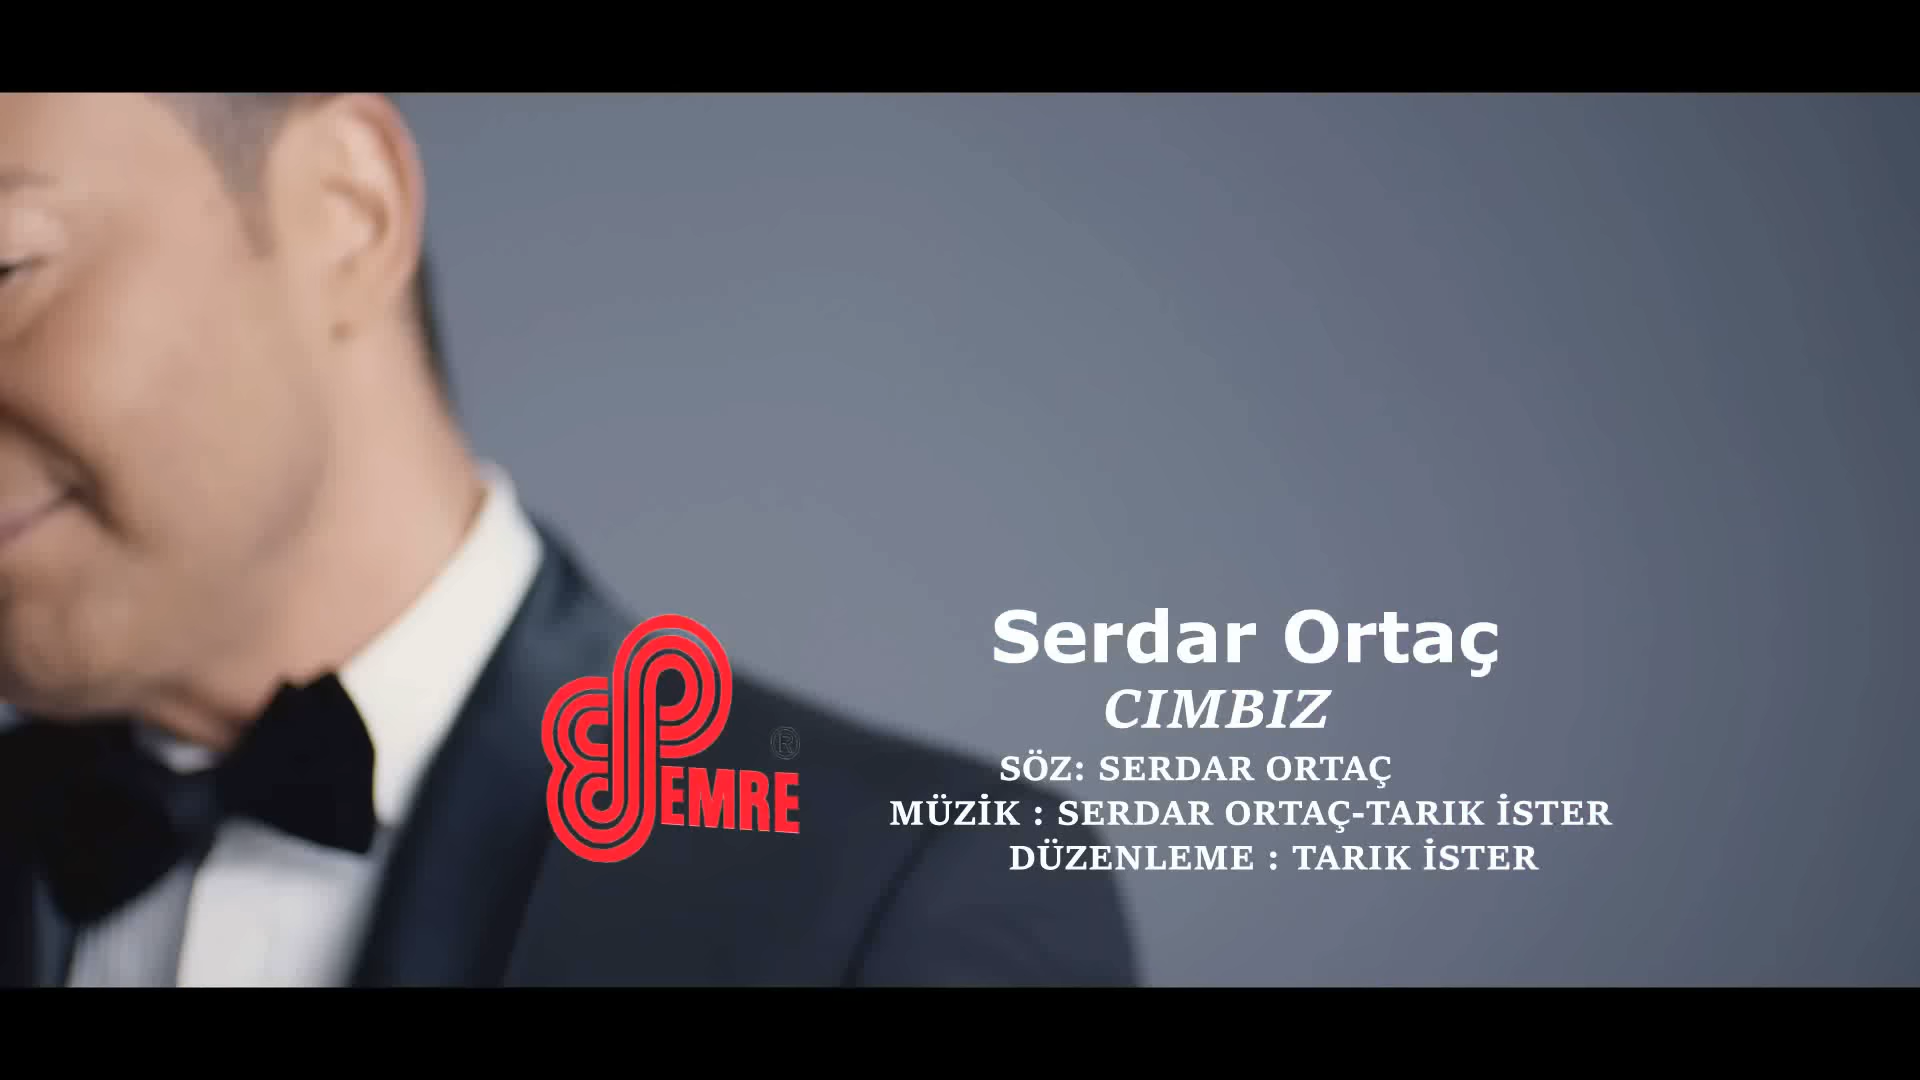 Serdar Ortaç
CIMBIZ
SÖZ: SERDAR ORTAÇ
MÜZİK : SERDAR ORTAÇ-TARIK İSTER
DÜZENLEME : TARIK İSTER
EMRE ®